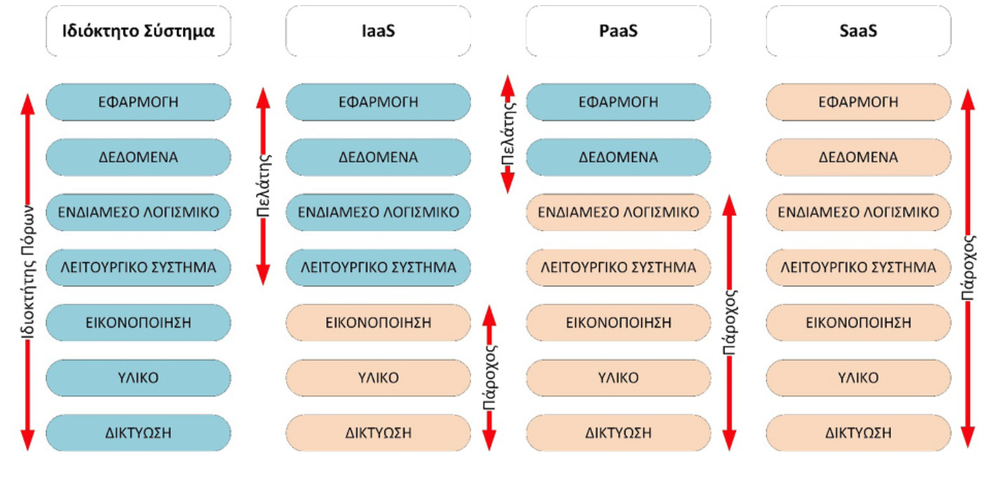 Ιδιόκτητο Σύστημα
IaaS
PaaS
SaaS
Ιδιοκτήτης Πόρων
ΕΦΑΡΜΟΓΗ
ΔΕΔΟΜΕΝΑ
ΕΝΔΙΑΜΕΣΟ ΛΟΓΙΣΜΙΚΟ
ΛΕΙΤΟΥΡΓΙΚΟ ΣΥΣΤΗΜΑ
ΕΙΚΟΝΟΠΟΙΗΣΗ
ΥΛΙΚΟ
ΔΙΚΤΥΩΣΗ
Πελάτης
ΕΦΑΡΜΟΓΗ
ΔΕΔΟΜΕΝΑ
ΕΝΔΙΑΜΕΣΟ ΛΟΓΙΣΜΙΚΟ
ΛΕΙΤΟΥΡΓΙΚΟ ΣΥΣΤΗΜΑ
ΕΙΚΟΝΟΠΟΙΗΣΗ
ΥΛΙΚΟ
ΔΙΚΤΥΩΣΗ
Πάροχος
Πελάτης
ΕΦΑΡΜΟΓΗ
ΔΕΔΟΜΕΝΑ
ΕΝΔΙΑΜΕΣΟ ΛΟΓΙΣΜΙΚΟ
ΛΕΙΤΟΥΡΓΙΚΟ ΣΥΣΤΗΜΑ
ΕΙΚΟΝΟΠΟΙΗΣΗ
ΥΛΙΚΟ
ΔΙΚΤΥΩΣΗ
Πάροχος
ΕΦΑΡΜΟΓΗ
ΔΕΔΟΜΕΝΑ
ΕΝΔΙΑΜΕΣΟ ΛΟΓΙΣΜΙΚΟ
ΛΕΙΤΟΥΡΓΙΚΟ ΣΥΣΤΗΜΑ
ΕΙΚΟΝΟΠΟΙΗΣΗ
ΥΛΙΚΟ
ΔΙΚΤΥΩΣΗ
Πάροχος